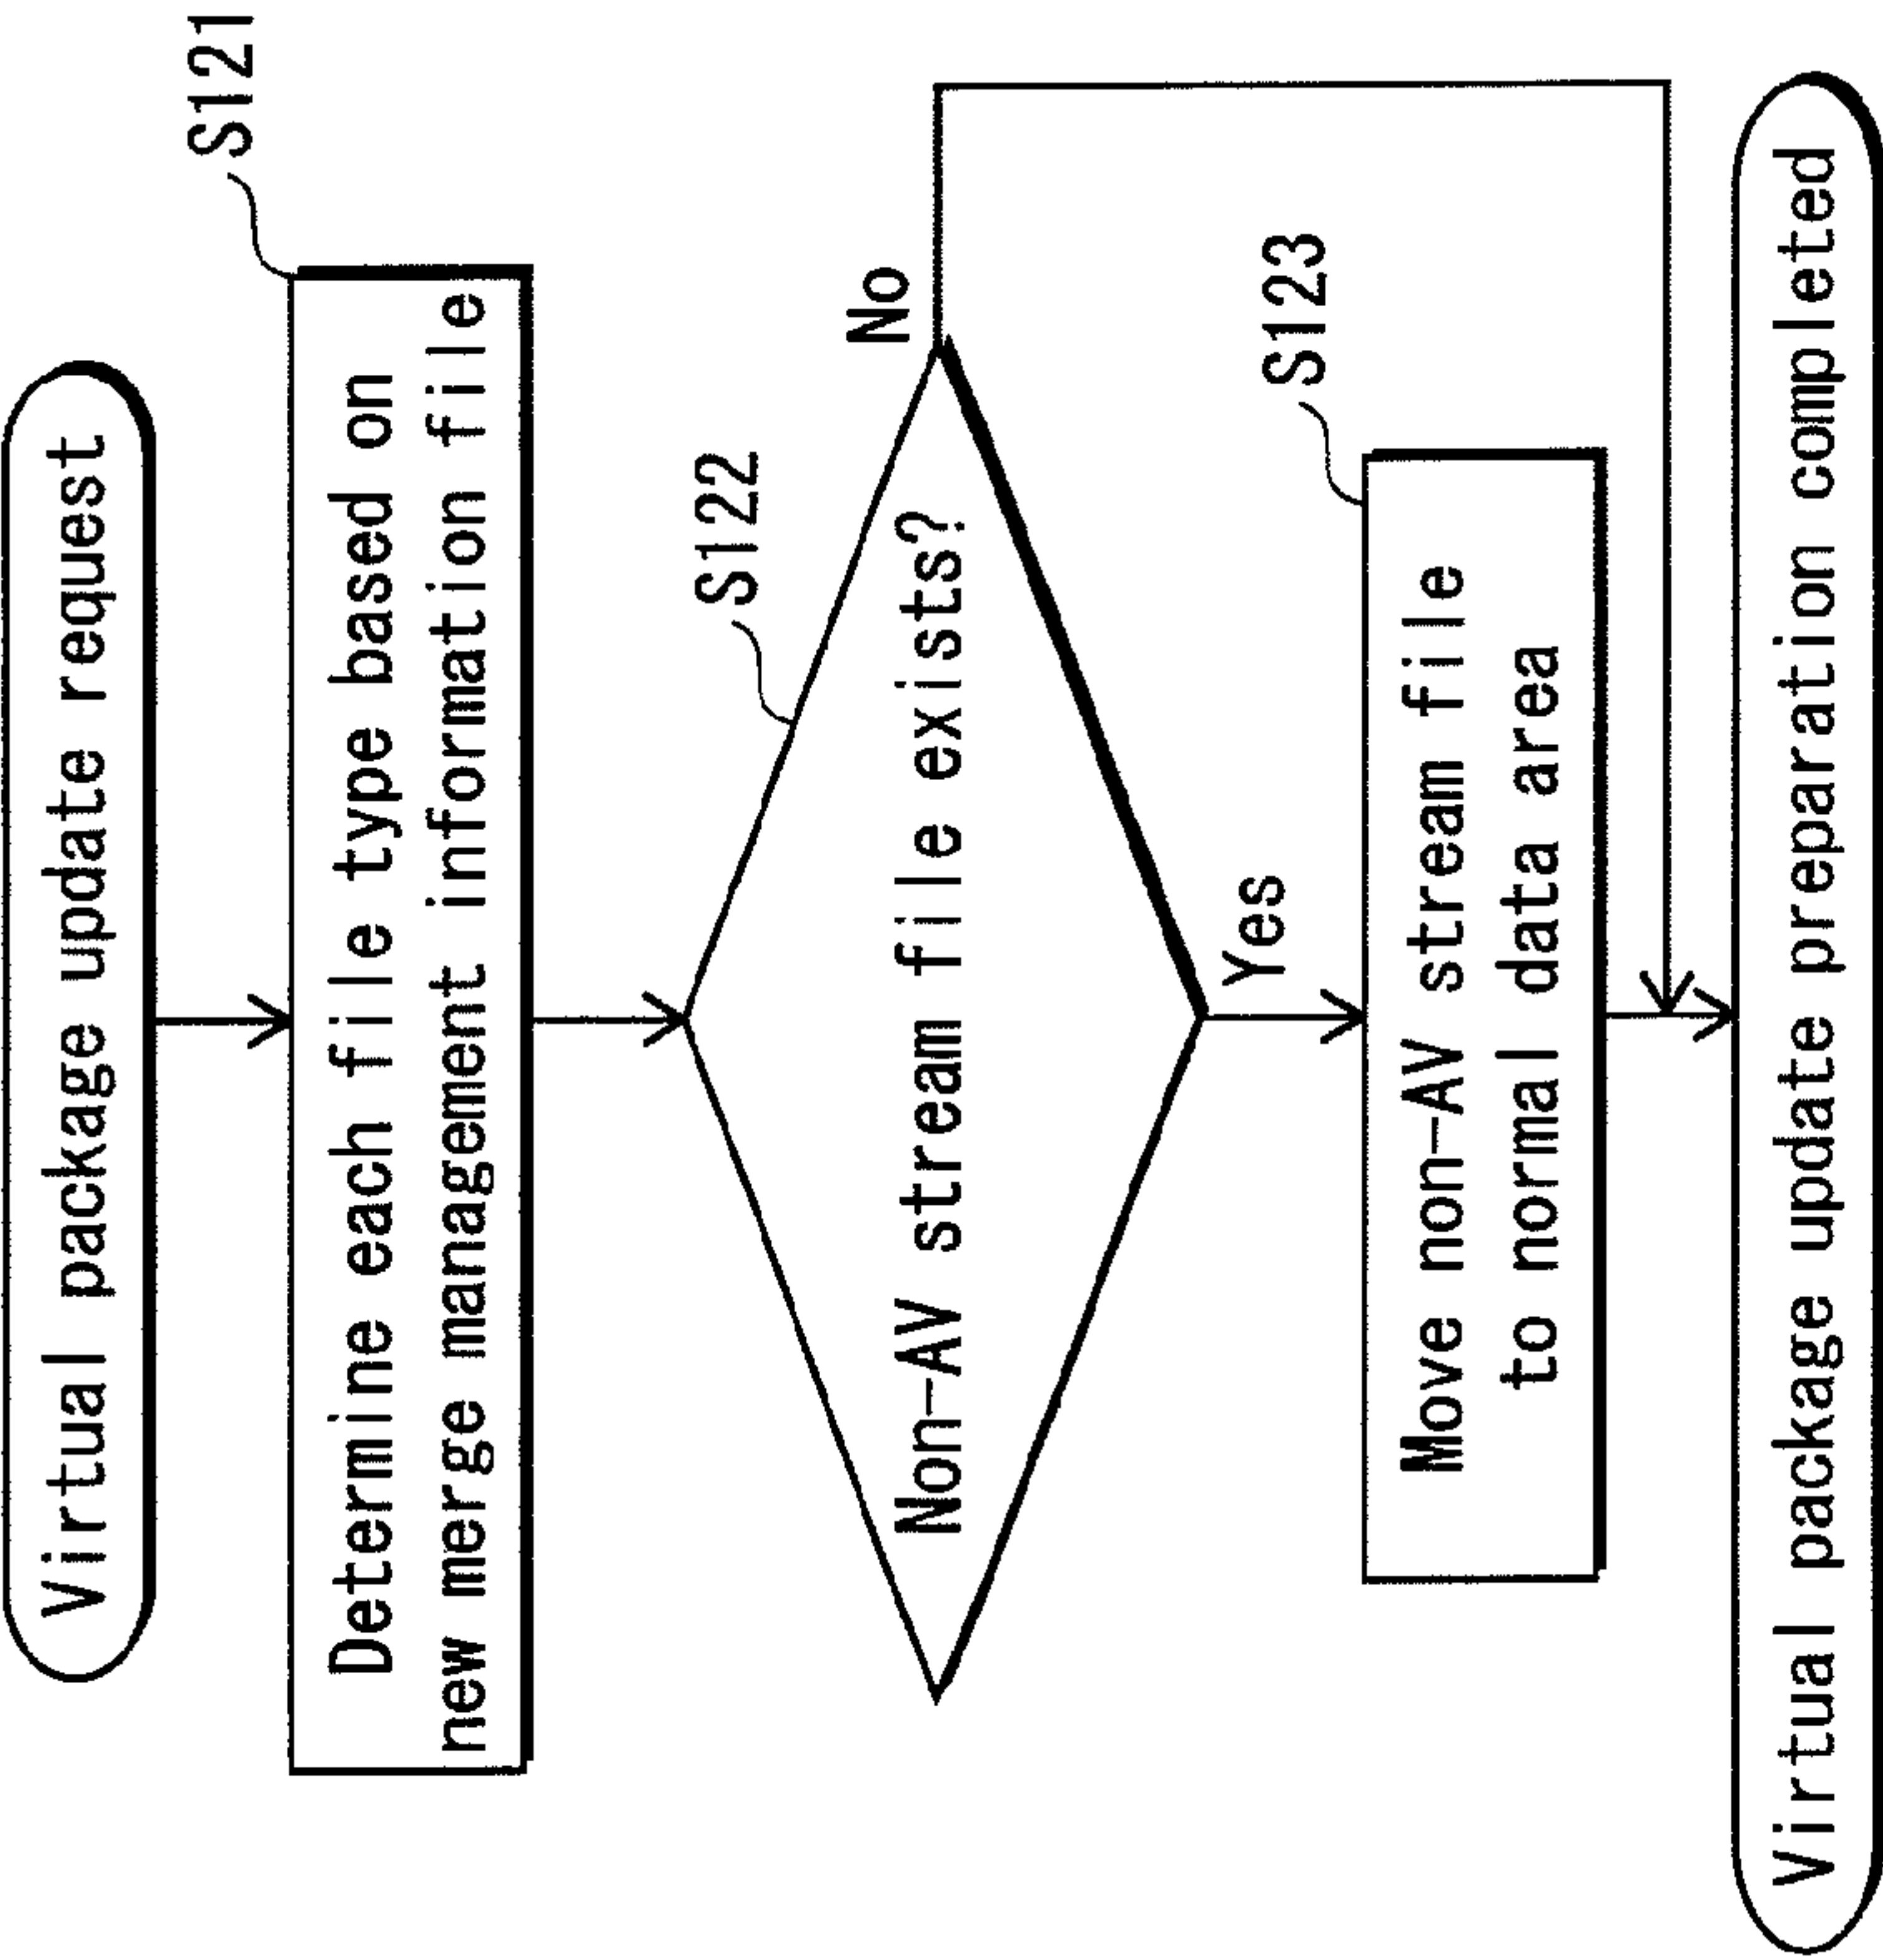 Virtual package update request
S121
Determine each file type based on
new merge management information file
S122
Non-AV stream file exists?
No
Yes
S123
Move non-AV stream file
to normal data area
Virtual package update preparation completed